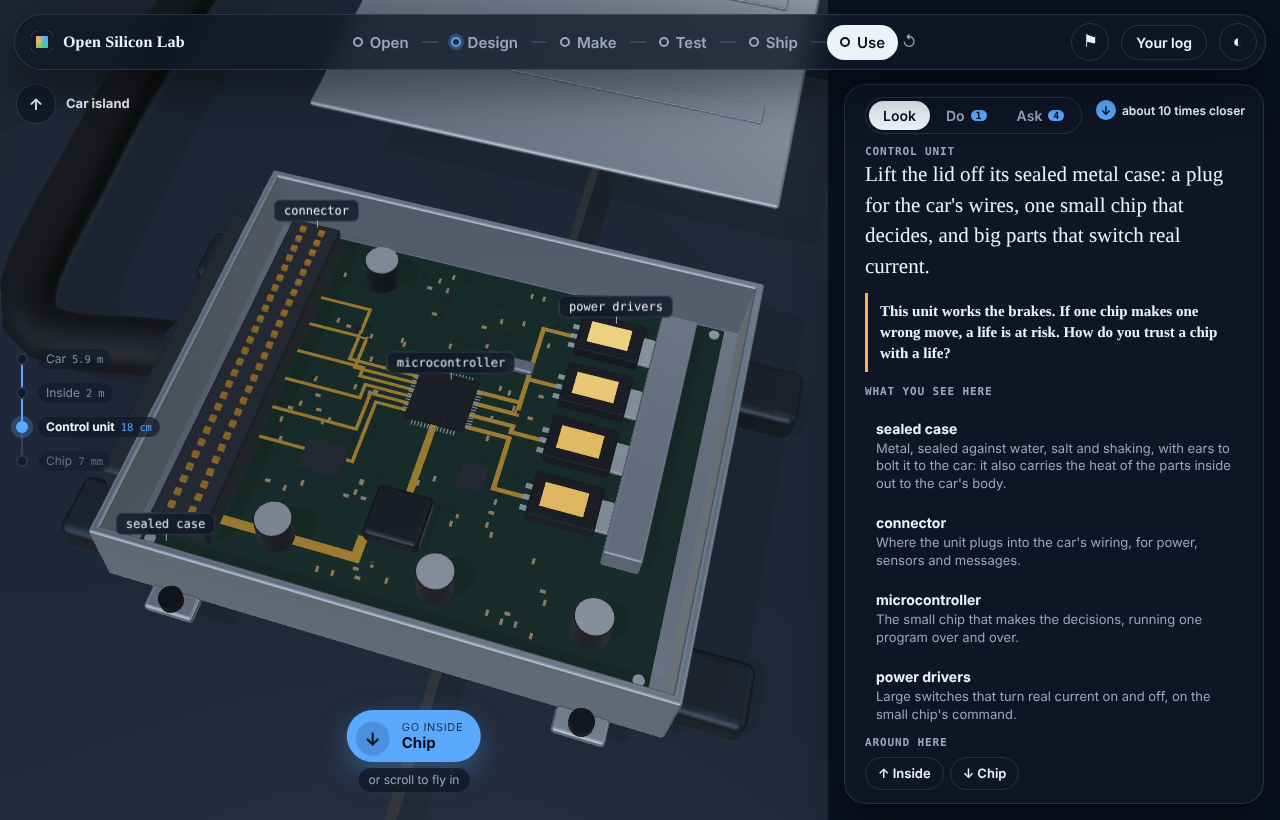 Open Silicon Lab
Open
Design
Make
Test
Ship
Use
Your log
Car island
Look
Do 1
Ask 4
about 10 times closer
CONTROL UNIT
Lift the lid off its sealed metal case: a plug
for the car's wires, one small chip that
decides, and big parts that switch real
current.
This unit works the brakes. If one chip makes one
wrong move, a life is at risk. How do you trust a chip
with a life?
WHAT YOU SEE HERE
sealed case
Metal, sealed against water, salt and shaking, with ears to
bolt it to the car: it also carries the heat of the parts inside
out to the car's body.
connector
Where the unit plugs into the car's wiring, for power,
sensors and messages.
microcontroller
The small chip that makes the decisions, running one
program over and over.
power drivers
Large switches that turn real current on and off, on the
small chip's command.
AROUND HERE
↑ Inside
↓ Chip
connector
power drivers
microcontroller
sealed case
Car 5.9 m
Inside 2 m
Control unit 18 cm
Chip 7 mm
GO INSIDE
Chip
or scroll to fly in